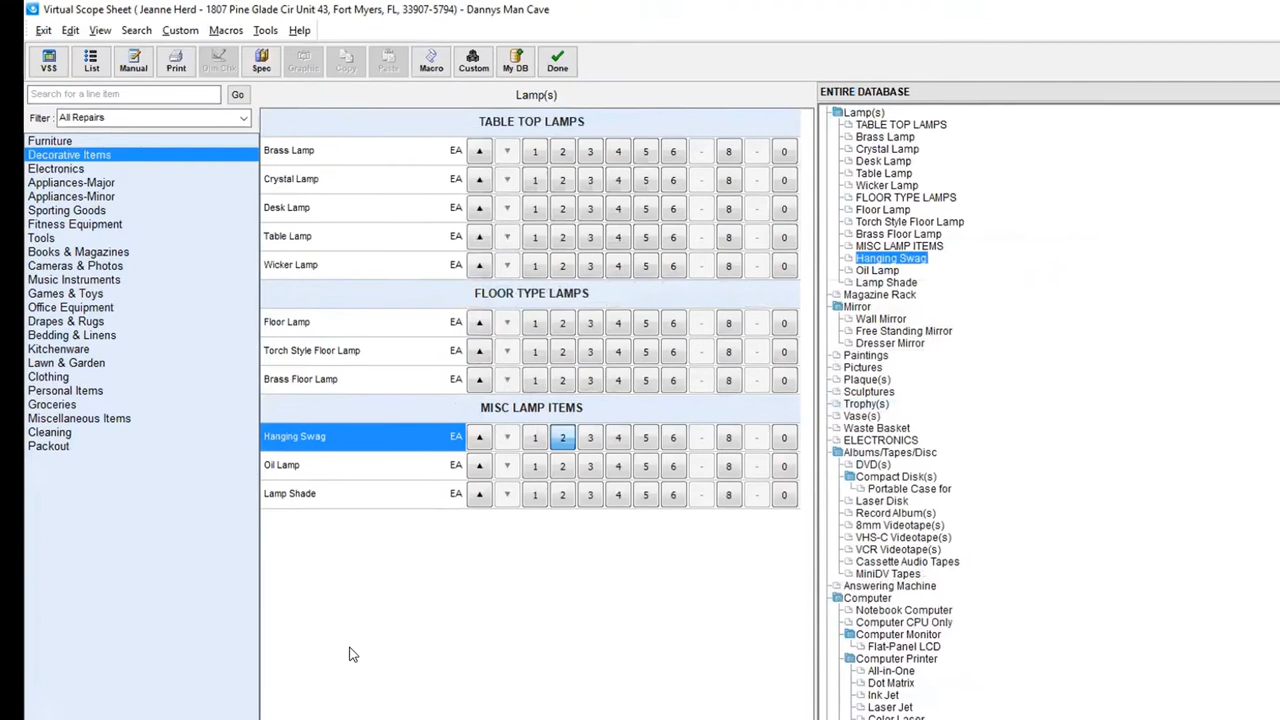 Virtual Scope Sheet ( Jeanne Herd - 1807 Pine Glade Cir Unit 43, Fort Myers, FL, 33907-5794) - Dannys Man Cave
Exit Edit View Search Custom Macros Tools Help
VSS List Manual Print Dim Chk Spec Graphic Copy Paste Macro Custom My DB Done
Search for a line item Go
Filter : All Repairs
Furniture
Decorative Items
Electronics
Appliances-Major
Appliances-Minor
Sporting Goods
Fitness Equipment
Tools
Books & Magazines
Cameras & Photos
Music Instruments
Games & Toys
Office Equipment
Drapes & Rugs
Bedding & Linens
Kitchenware
Lawn & Garden
Clothing
Personal Items
Groceries
Miscellaneous Items
Cleaning
Packout
Lamp(s)
TABLE TOP LAMPS
Brass Lamp EA 1 2 3 4 5 6 - 8 - 0
Crystal Lamp EA 1 2 3 4 5 6 - 8 - 0
Desk Lamp EA 1 2 3 4 5 6 - 8 - 0
Table Lamp EA 1 2 3 4 5 6 - 8 - 0
Wicker Lamp EA 1 2 3 4 5 6 - 8 - 0
FLOOR TYPE LAMPS
Floor Lamp EA 1 2 3 4 5 6 - 8 - 0
Torch Style Floor Lamp EA 1 2 3 4 5 6 - 8 - 0
Brass Floor Lamp EA 1 2 3 4 5 6 - 8 - 0
MISC LAMP ITEMS
Hanging Swag EA 1 2 3 4 5 6 - 8 - 0
Oil Lamp EA 1 2 3 4 5 6 - 8 - 0
Lamp Shade EA 1 2 3 4 5 6 - 8 - 0
ENTIRE DATABASE
Lamp(s)
TABLE TOP LAMPS
Brass Lamp
Crystal Lamp
Desk Lamp
Table Lamp
Wicker Lamp
FLOOR TYPE LAMPS
Floor Lamp
Torch Style Floor Lamp
Brass Floor Lamp
MISC LAMP ITEMS
Hanging Swag
Oil Lamp
Lamp Shade
Magazine Rack
Mirror
Wall Mirror
Free Standing Mirror
Dresser Mirror
Paintings
Pictures
Plaque(s)
Sculptures
Trophy(s)
Vase(s)
Waste Basket
ELECTRONICS
Albums/Tapes/Disc
DVD(s)
Compact Disk(s)
Portable Case for
Laser Disk
Record Album(s)
8mm Videotape(s)
VHS-C Videotape(s)
VCR Videotape(s)
Cassette Audio Tapes
MiniDV Tapes
Answering Machine
Computer
Notebook Computer
Computer CPU Only
Computer Monitor
Flat-Panel LCD
Computer Printer
All-in-One
Dot Matrix
Ink Jet
Laser Jet
Color Laser